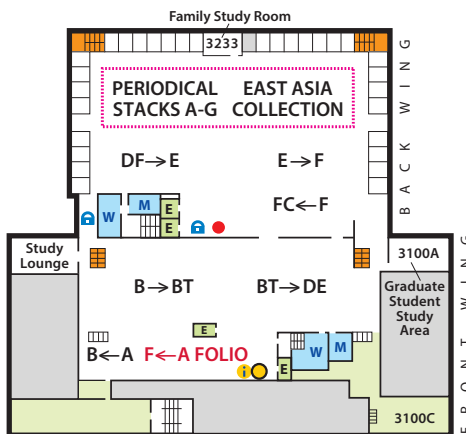 Family Study Room
3233
PERIODICAL EAST ASIA
STACKS A-G COLLECTION
DF→E E→F
FC←F
W M E
E
BACK WING
Study
Lounge
3100A
Graduate
Student
Study
Area
B→BT BT→DE
E
B←A F←A FOLIO
i
E W M
3100C
FRONT WING